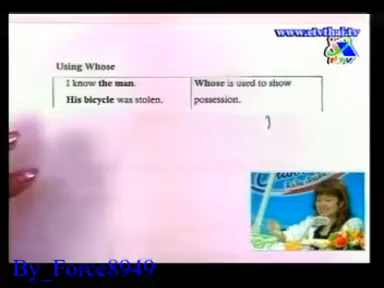 www.etvthai.tv
Using Whose
I know the man.
His bicycle was stolen.
Whose is used to show
possession.
By_Force8949